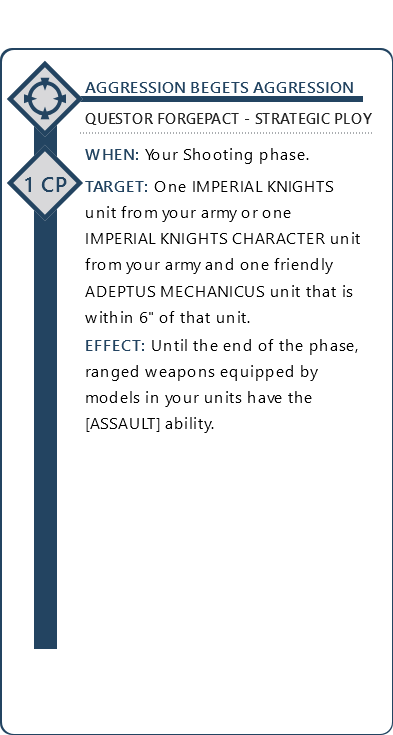 AGGRESSION BEGETS AGGRESSION
QUESTOR FORGEPACT - STRATEGIC PLOY
WHEN: Your Shooting phase.
1 CP
TARGET: One IMPERIAL KNIGHTS
unit from your army or one
IMPERIAL KNIGHTS CHARACTER unit
from your army and one friendly
ADEPTUS MECHANICUS unit that is
within 6" of that unit.
EFFECT: Until the end of the phase,
ranged weapons equipped by
models in your units have the
[ASSAULT] ability.